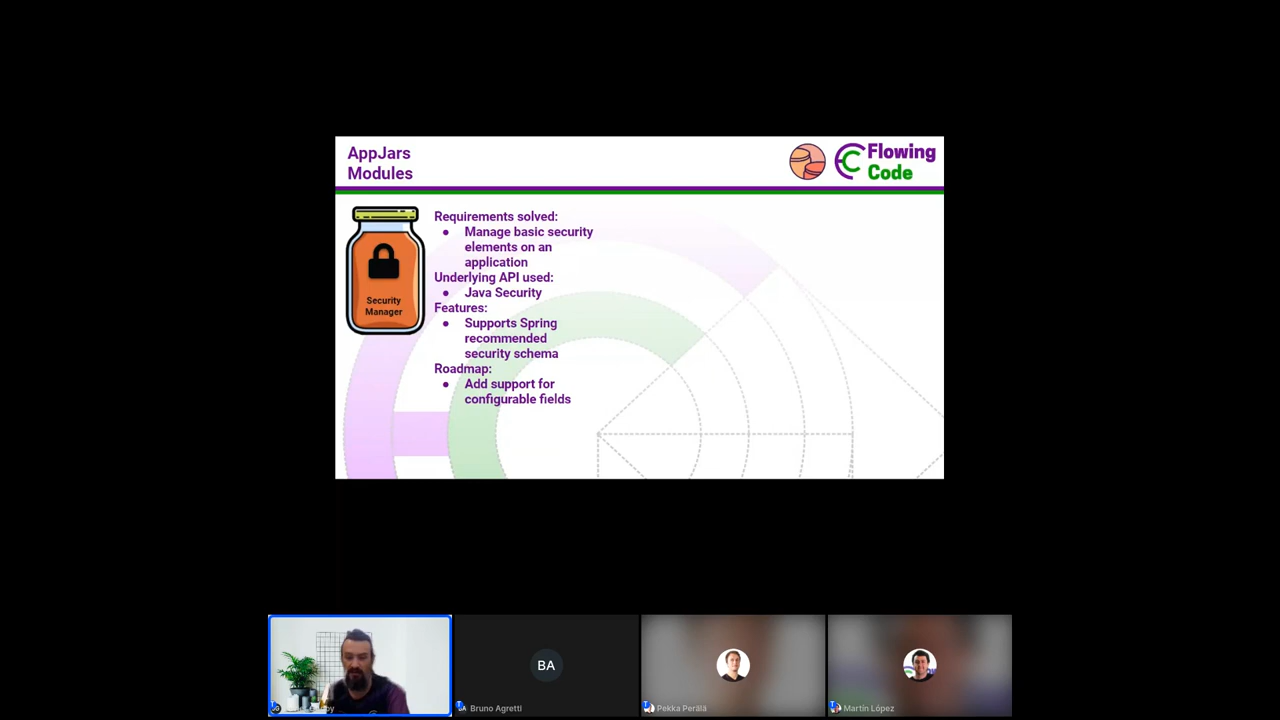 AppJars
Modules
Flowing
Code
Security
Manager
Requirements solved:
● Manage basic security
elements on an
application
Underlying API used:
● Java Security
Features:
● Supports Spring
recommended
security schema
Roadmap:
● Add support for
configurable fields
BA
Bruno Agretti
Pekka Perälä
Martín López